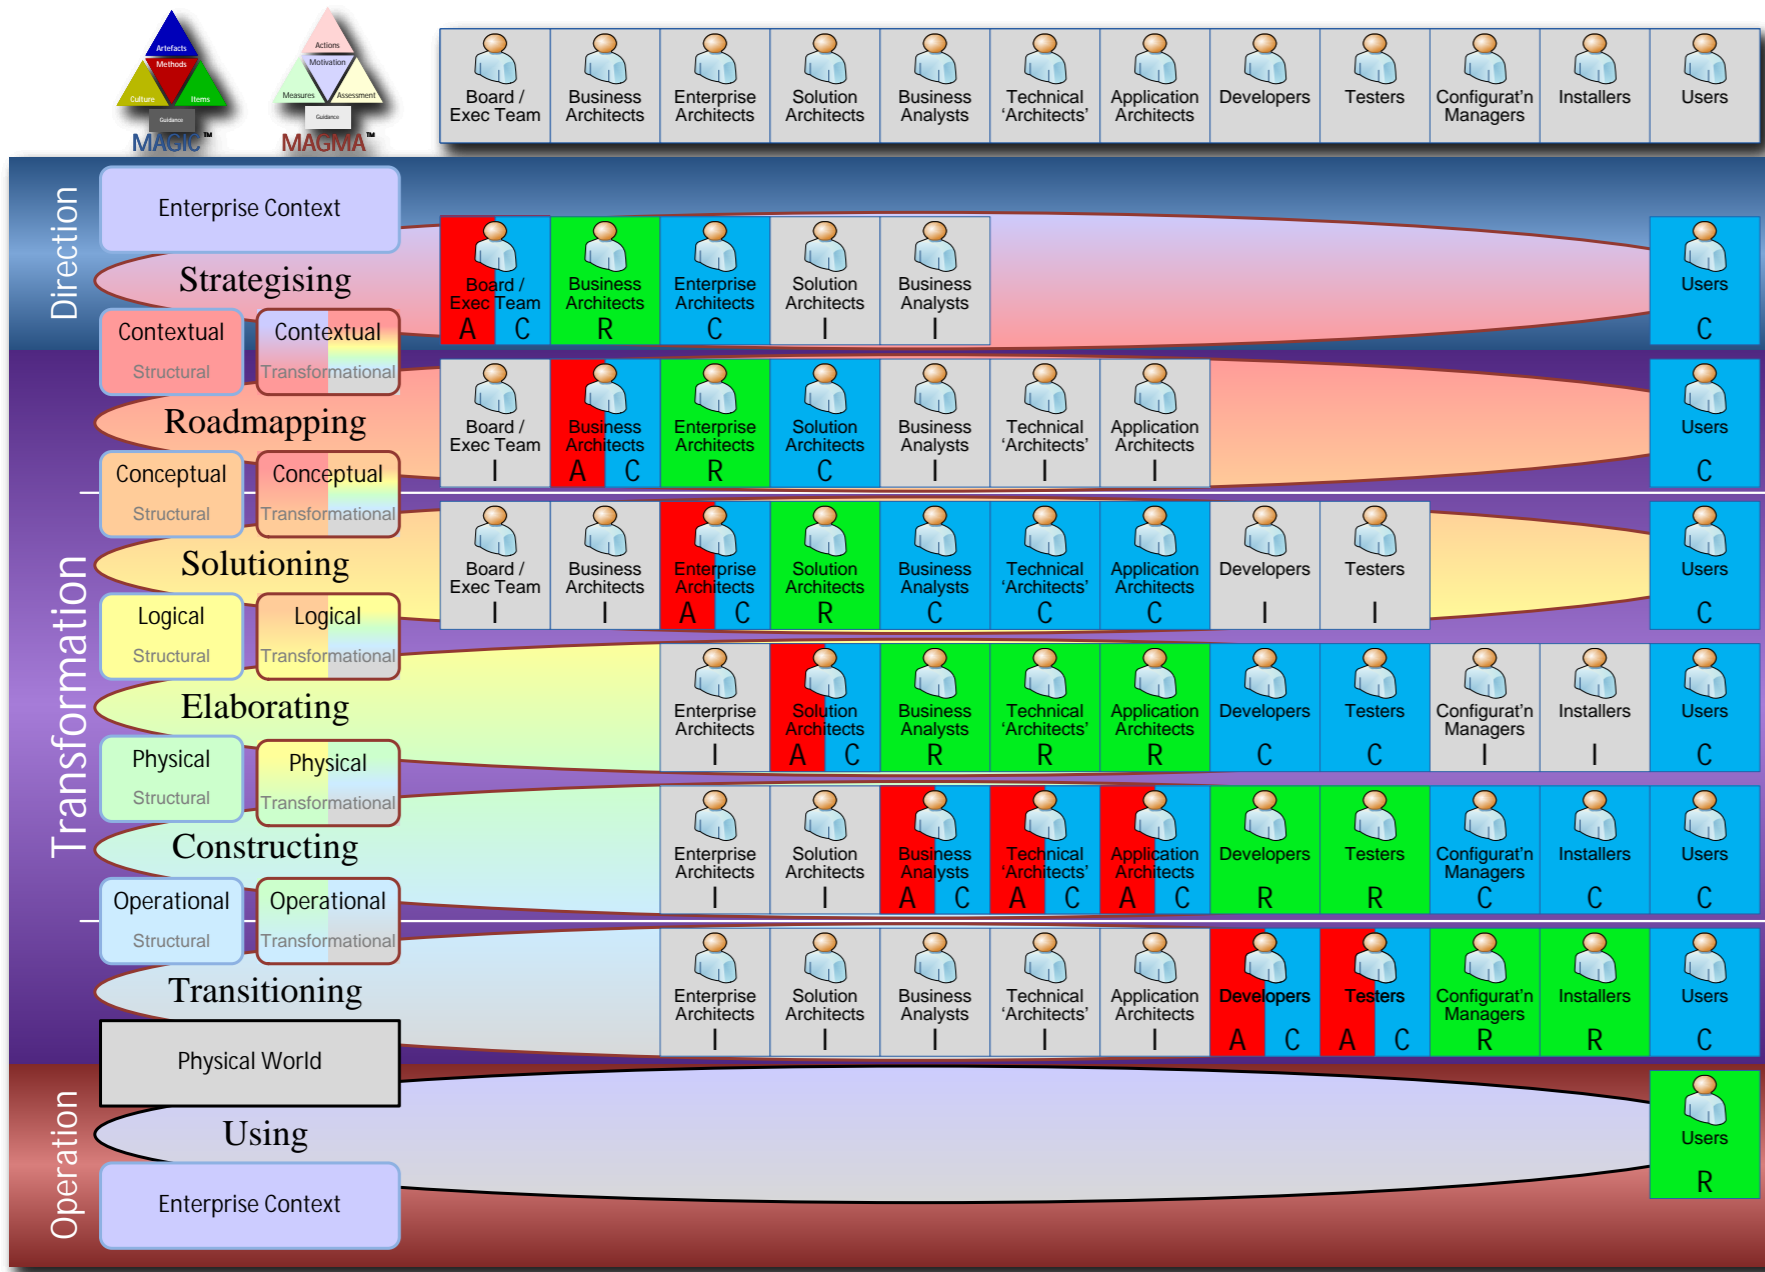 Artefacts
Methods
Culture
Items
Guidance
MAGIC™
Actions
Motivation
Measures
Assessment
Guidance
MAGMA™
Board /
Exec Team
Business
Architects
Enterprise
Architects
Solution
Architects
Business
Analysts
Technical
'Architects'
Application
Architects
Developers
Testers
Configurat'n
Managers
Installers
Users
Direction
Enterprise Context
Strategising
Board /
Exec Team
A C
Business
Architects
R
Enterprise
Architects
C
Solution
Architects
I
Business
Analysts
I
Users
C
Contextual
Structural
Contextual
Transformational
Transformation
Roadmapping
Board /
Exec Team
I
Business
Architects
A C
Enterprise
Architects
R
Solution
Architects
C
Business
Analysts
I
Technical
'Architects'
I
Application
Architects
I
Users
C
Conceptual
Structural
Conceptual
Transformational
Solutioning
Board /
Exec Team
I
Business
Architects
I
Enterprise
Architects
A C
Solution
Architects
R
Business
Analysts
C
Technical
'Architects'
C
Application
Architects
C
Developers
I
Testers
I
Users
C
Logical
Structural
Logical
Transformational
Elaborating
Enterprise
Architects
I
Solution
Architects
A C
Business
Analysts
R
Technical
'Architects'
R
Application
Architects
R
Developers
C
Testers
C
Configurat'n
Managers
I
Installers
I
Users
C
Physical
Structural
Physical
Transformational
Constructing
Enterprise
Architects
I
Solution
Architects
I
Business
Analysts
A C
Technical
'Architects'
A C
Application
Architects
A C
Developers
R
Testers
R
Configurat'n
Managers
C
Installers
C
Users
C
Operational
Structural
Operational
Transformational
Transitioning
Enterprise
Architects
I
Solution
Architects
I
Business
Analysts
I
Technical
'Architects'
I
Application
Architects
I
Developers
A C
Testers
A C
Configurat'n
Managers
R
Installers
R
Users
C
Physical World
Operation
Using
Users
R
Enterprise Context